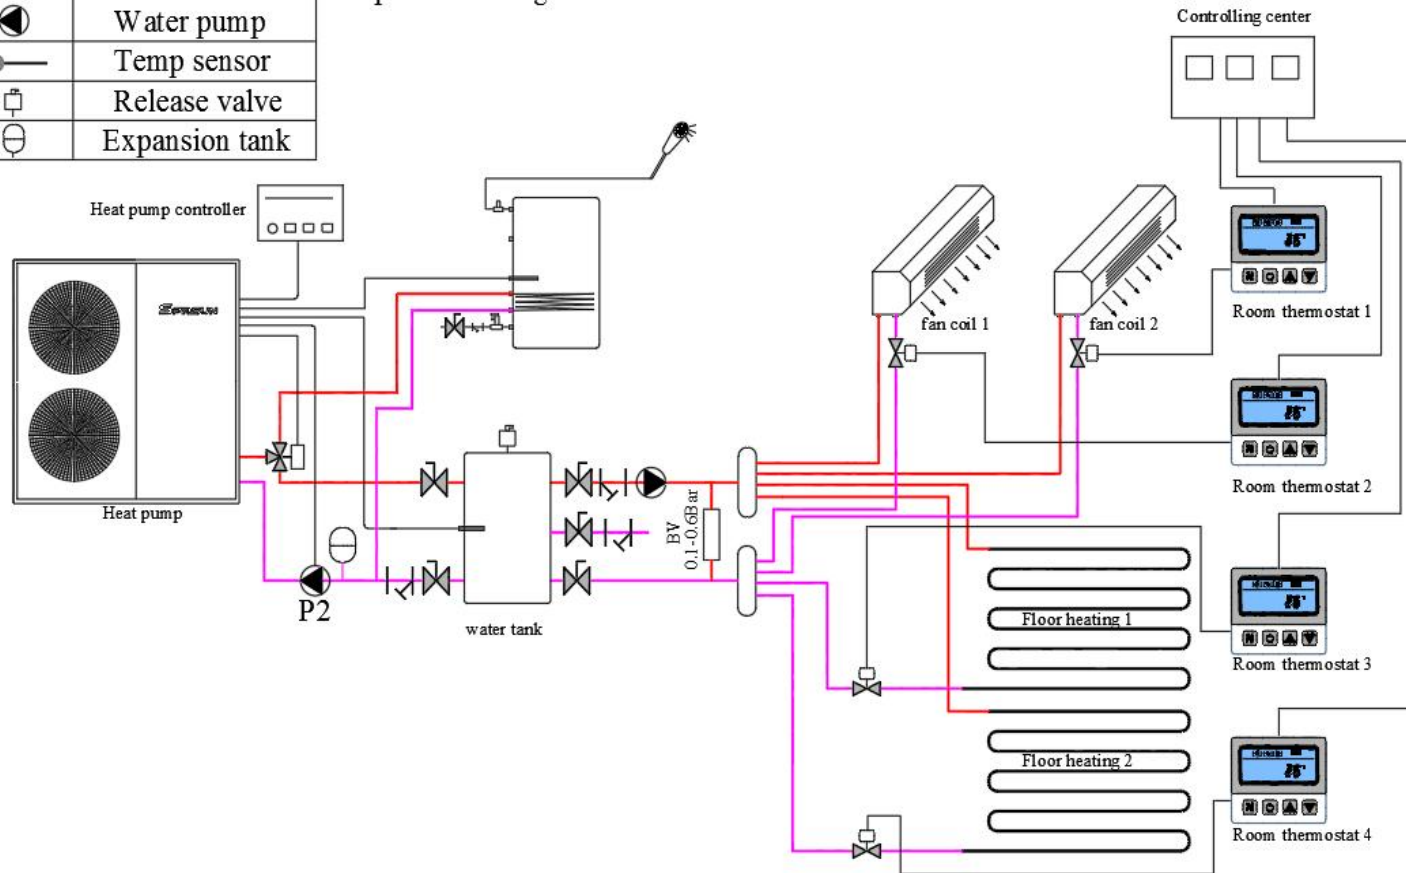 Water pump
Temp sensor
Release valve
Expansion tank
Controlling center
Heat pump controller
fan coil 1
fan coil 2
Room thermostat 1
Room thermostat 2
Heat pump
BV
0.1-0.6Bar
P2
water tank
Floor heating 1
Room thermostat 3
Floor heating 2
Room thermostat 4